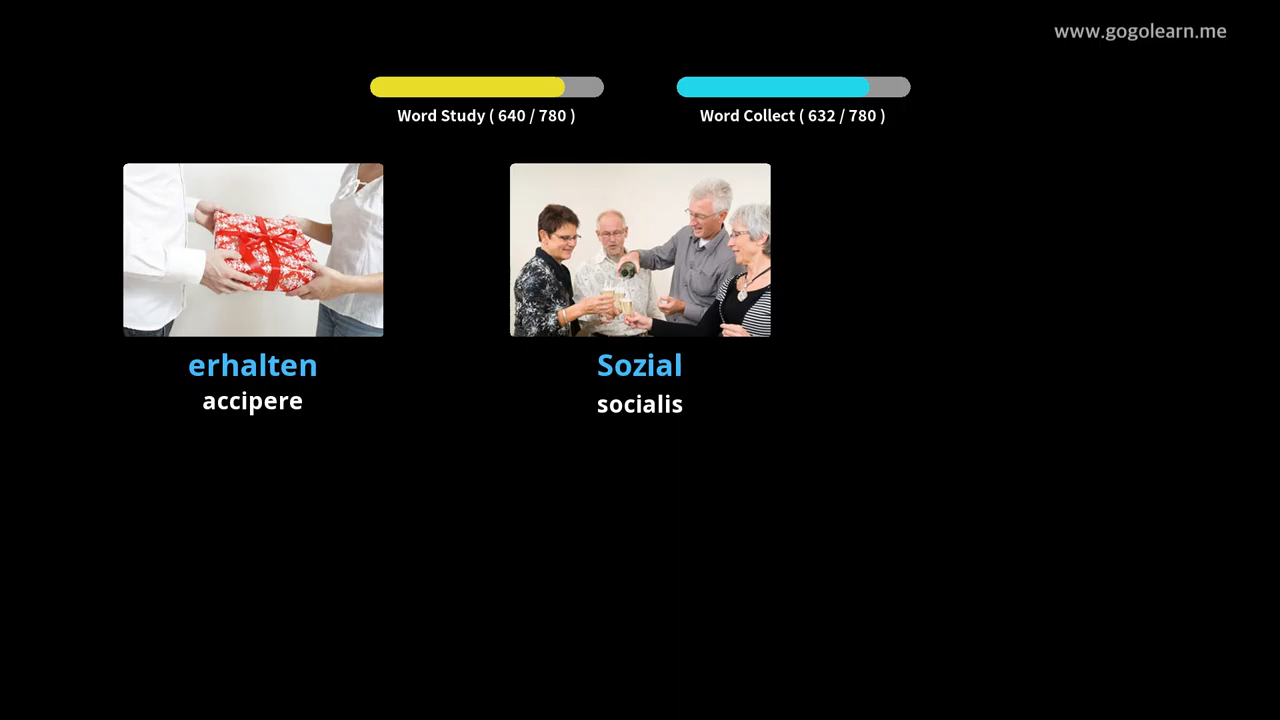 www.gogolearn.me
Word Study ( 640 / 780 )
Word Collect ( 632 / 780 )
erhalten
accipere
Sozial
socialis